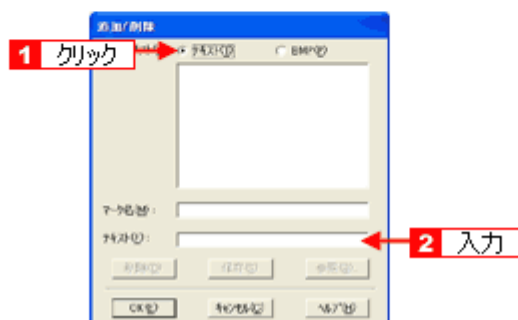 追加/削除
1 クリック
テキスト(D)
BMP(P)
マーク名(M):
テキスト(T):
2 入力
削除(D)
保存(S)
参照(R)...
OK(E)
キャンセル(C)
ヘルプ(H)